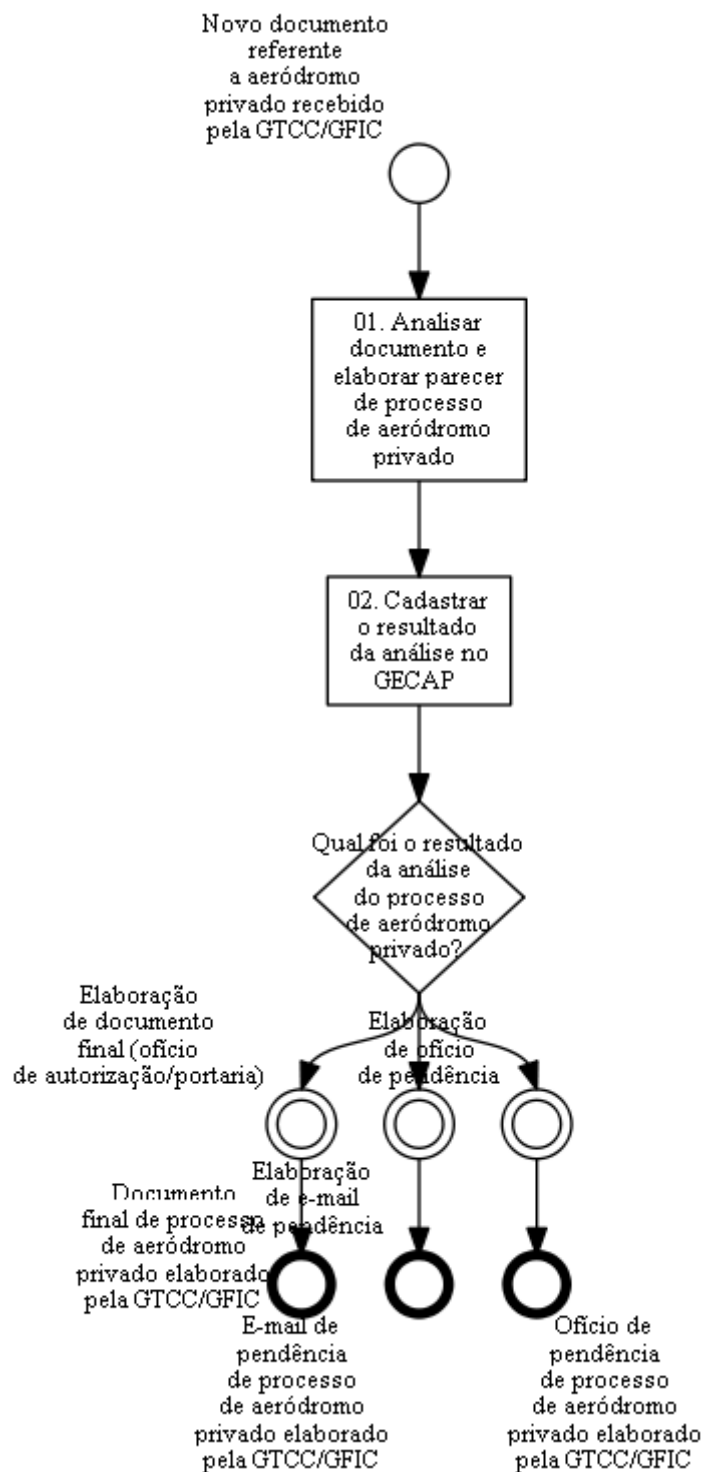 Novo documento
referente
a aeródromo
privado recebido
pela GTCC/GFIC
01. Analisar
documento e
elaborar parecer
de processo
de aeródromo
privado
02. Cadastrar
o resultado
da análise no
GECAP
Qual foi o resultado
da análise
do processo
de aeródromo
privado?
Elaboração
de documento
final (ofício
de autorização/portaria)
Elaboração
de ofício
de pendência
Elaboração
de e-mail
de pendência
Documento
final de processo
de aeródromo
privado elaborado
pela GTCC/GFIC
E-mail de
pendência
de processo
de aeródromo
privado elaborado
pela GTCC/GFIC
Ofício de
pendência
de processo
de aeródromo
privado elaborado
pela GTCC/GFIC